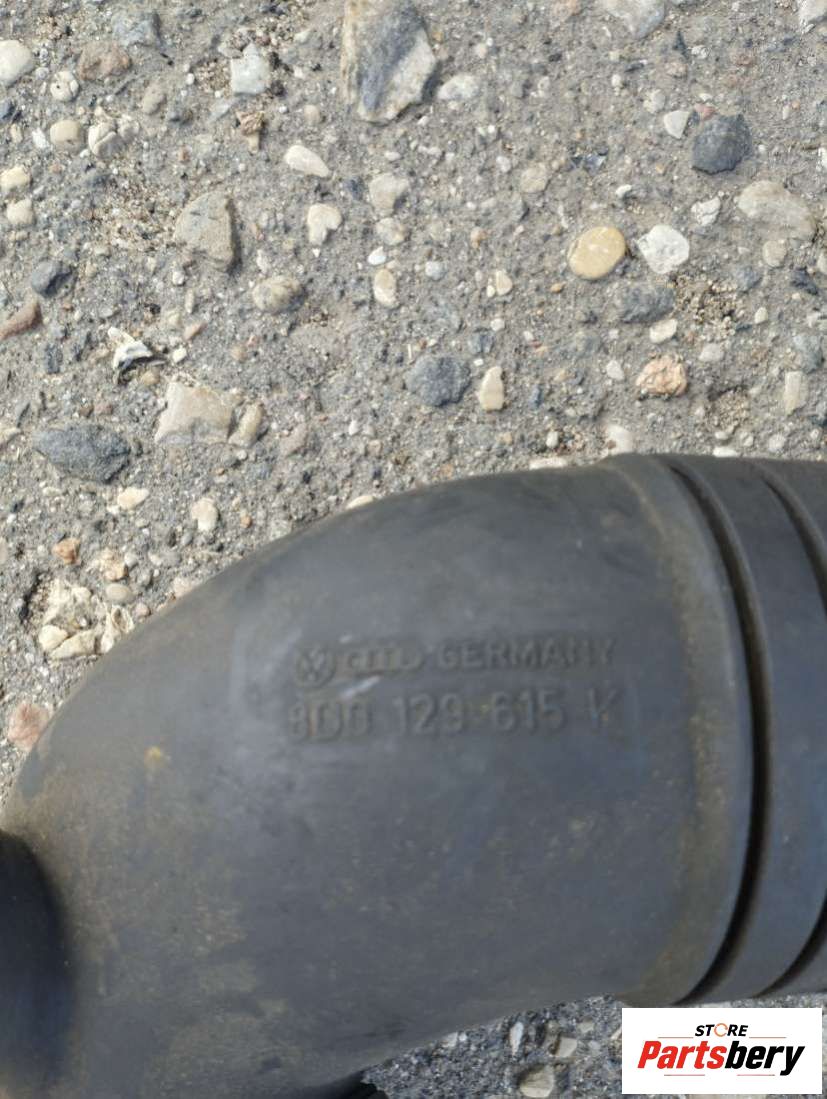 GERMANY
8D0 129 615 K
STORE
Partsbery